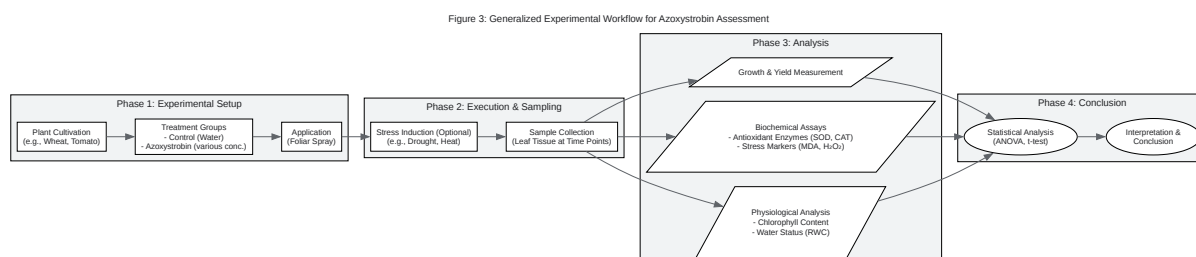 Figure 3: Generalized Experimental Workflow for Azoxystrobin Assessment
Phase 1: Experimental Setup
Plant Cultivation
(e.g., Wheat, Tomato)
Treatment Groups
- Control (Water)
- Azoxystrobin (various conc.)
Application
(Foliar Spray)
Phase 2: Execution & Sampling
Stress Induction (Optional)
(e.g., Drought, Heat)
Sample Collection
(Leaf Tissue at Time Points)
Phase 3: Analysis
Growth & Yield Measurement
Biochemical Assays
- Antioxidant Enzymes (SOD, CAT)
- Stress Markers (MDA, H₂O₂)
Physiological Analysis
- Chlorophyll Content
- Water Status (RWC)
Phase 4: Conclusion
Statistical Analysis
(ANOVA, t-test)
Interpretation &
Conclusion